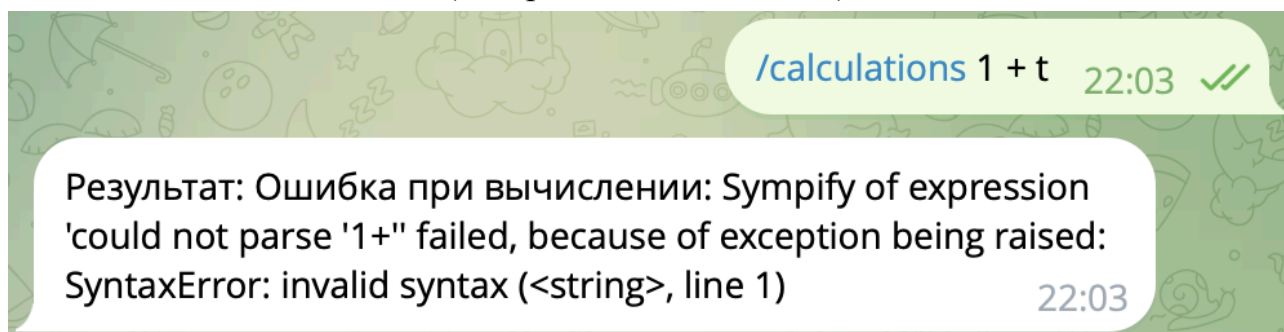 /calculations 1 + t 22:03
Результат: Ошибка при вычислении: Sympify of expression
'could not parse '1+'' failed, because of exception being raised:
SyntaxError: invalid syntax (<string>, line 1)
22:03